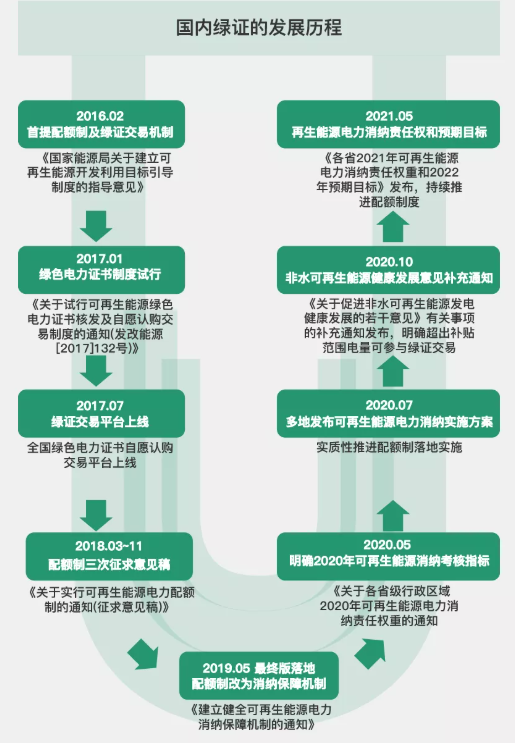 国内绿证的发展历程
2016.02
首提配额制及绿证交易机制
《国家能源局关于建立可
再生能源开发利用目标引导
制度的指导意见》
2017.01
绿色电力证书制度试行
《关于试行可再生能源绿色
电力证书核发及自愿认购交
易制度的通知(发改能源
[2017]132号)》
2017.07
绿证交易平台上线
全国绿色电力证书自愿认购
交易平台上线
2018.03~11
配额制三次征求意见稿
《关于实行可再生能源电力配额
制的通知(征求意见稿)》
2019.05 最终版落地
配额制改为消纳保障机制
《建立健全可再生能源电力
消纳保障机制的通知》
2020.05
明确2020年可再生能源消纳考核指标
《关于各省级行政区域
2020年可再生能源电力消
纳责任权重的通知
2020.07
多地发布可再生能源电力消纳实施方案
实质性推进配额制落地实施
2020.10
非水可再生能源健康发展意见补充通知
《关于促进非水可再生能源发电
健康发展的若干意见》有关事项
的补充通知发布，明确超出补贴
范围电量可参与绿证交易
2021.05
再生能源电力消纳责任权和预期目标
《各省2021年可再生能源
电力消纳责任权重和2022
年预期目标》发布，持续推
进配额制度